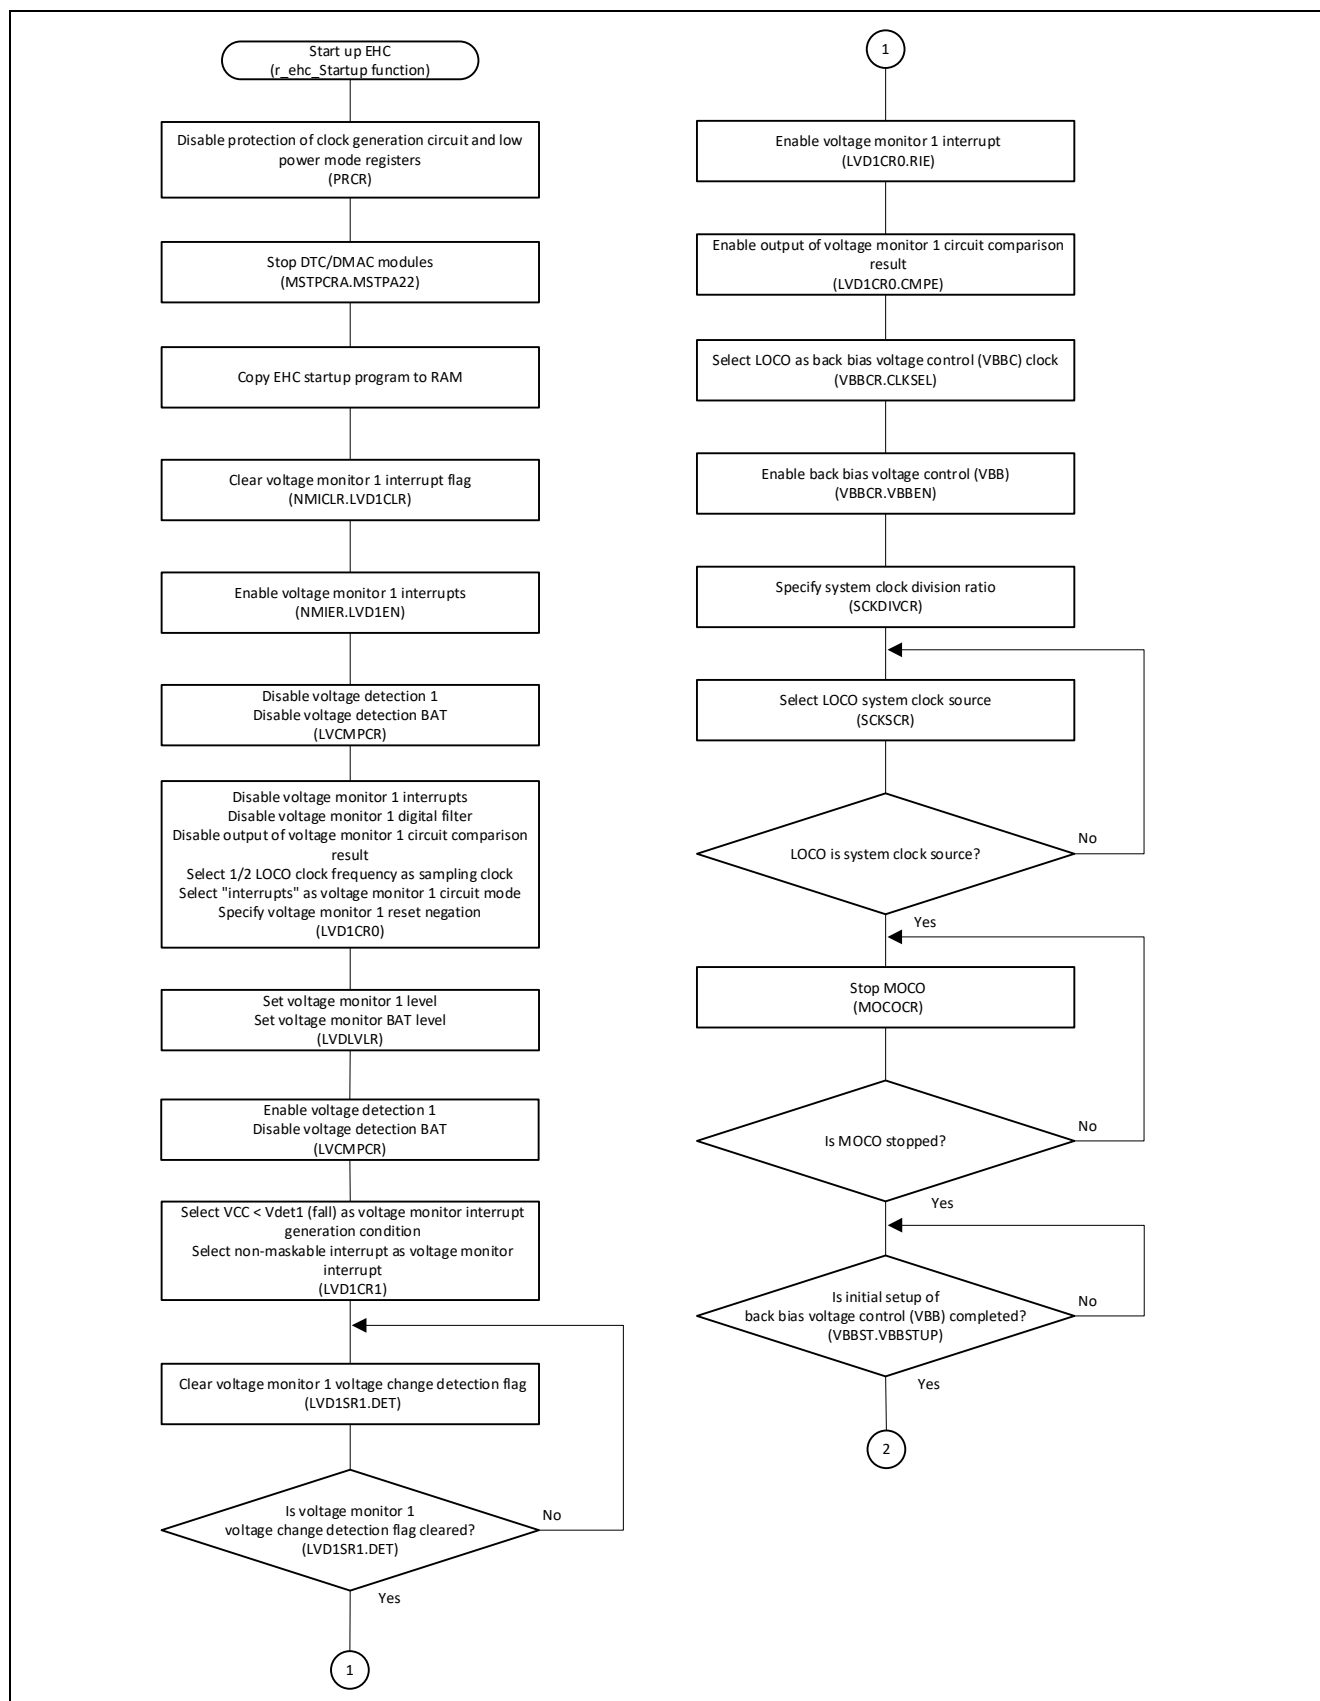 Start up EHC
(r_ehc_Startup function)
Disable protection of clock generation circuit and low
power mode registers
(PRCR)
Stop DTC/DMAC modules
(MSTPCRA.MSTPA22)
Copy EHC startup program to RAM
Clear voltage monitor 1 interrupt flag
(NMICLR.LVD1CLR)
Enable voltage monitor 1 interrupts
(NMIER.LVD1EN)
Disable voltage detection 1
Disable voltage detection BAT
(LVCMPCR)
Disable voltage monitor 1 interrupts
Disable voltage monitor 1 digital filter
Disable output of voltage monitor 1 circuit comparison
result
Select 1/2 LOCO clock frequency as sampling clock
Select "interrupts" as voltage monitor 1 circuit mode
Specify voltage monitor 1 reset negation
(LVD1CR0)
Set voltage monitor 1 level
Set voltage monitor BAT level
(LVDLVLR)
Enable voltage detection 1
Disable voltage detection BAT
(LVCMPCR)
Select VCC < Vdet1 (fall) as voltage monitor interrupt
generation condition
Select non-maskable interrupt as voltage monitor
interrupt
(LVD1CR1)
Clear voltage monitor 1 voltage change detection flag
(LVD1SR1.DET)
Is voltage monitor 1
voltage change detection flag cleared?
(LVD1SR1.DET)
No
Yes
1
1
Enable voltage monitor 1 interrupt
(LVD1CR0.RIE)
Enable output of voltage monitor 1 circuit comparison
result
(LVD1CR0.CMPE)
Select LOCO as back bias voltage control (VBBC) clock
(VBBCR.CLKSEL)
Enable back bias voltage control (VBB)
(VBBCR.VBBEN)
Specify system clock division ratio
(SCKDIVCR)
Select LOCO system clock source
(SCKSCR)
LOCO is system clock source?
No
Yes
Stop MOCO
(MOCOCR)
Is MOCO stopped?
No
Yes
Is initial setup of
back bias voltage control (VBB) completed?
(VBBST.VBBSTUP)
No
Yes
2